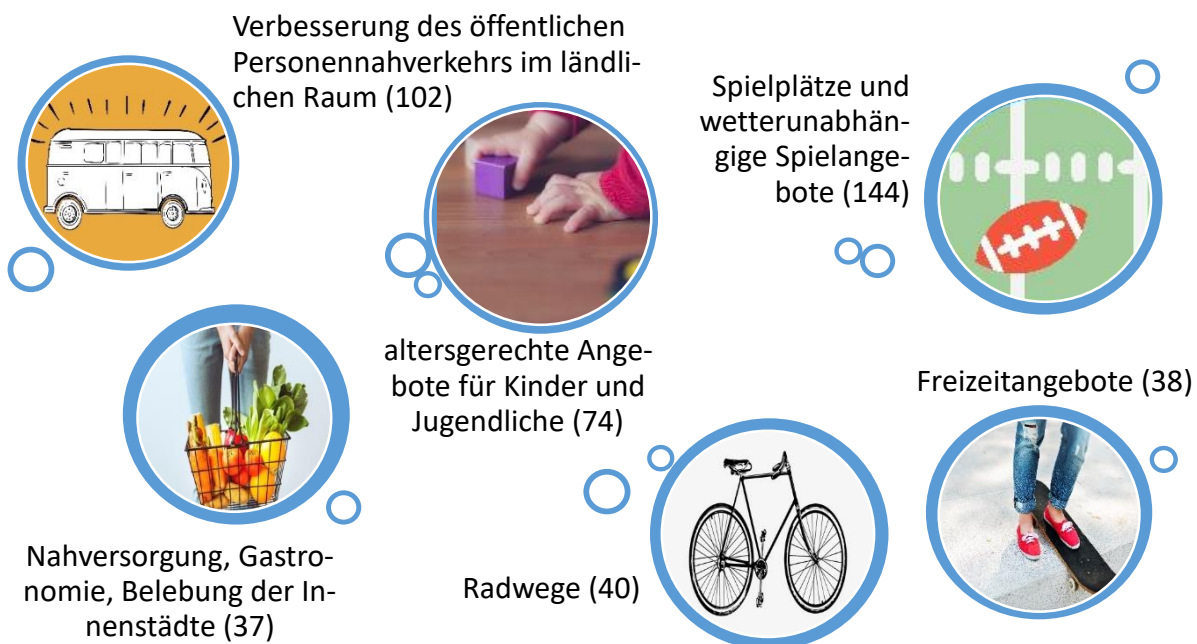 Verbesserung des öffentlichen
Personennahverkehrs im ländli-
chen Raum (102)
Spielplätze und
wetterunabhän-
gige Spielange-
bote (144)
altersgerechte Ange-
bote für Kinder und
Jugendliche (74)
Freizeitangebote (38)
Nahversorgung, Gastro-
nomie, Belebung der In-
nenstädte (37)
Radwege (40)